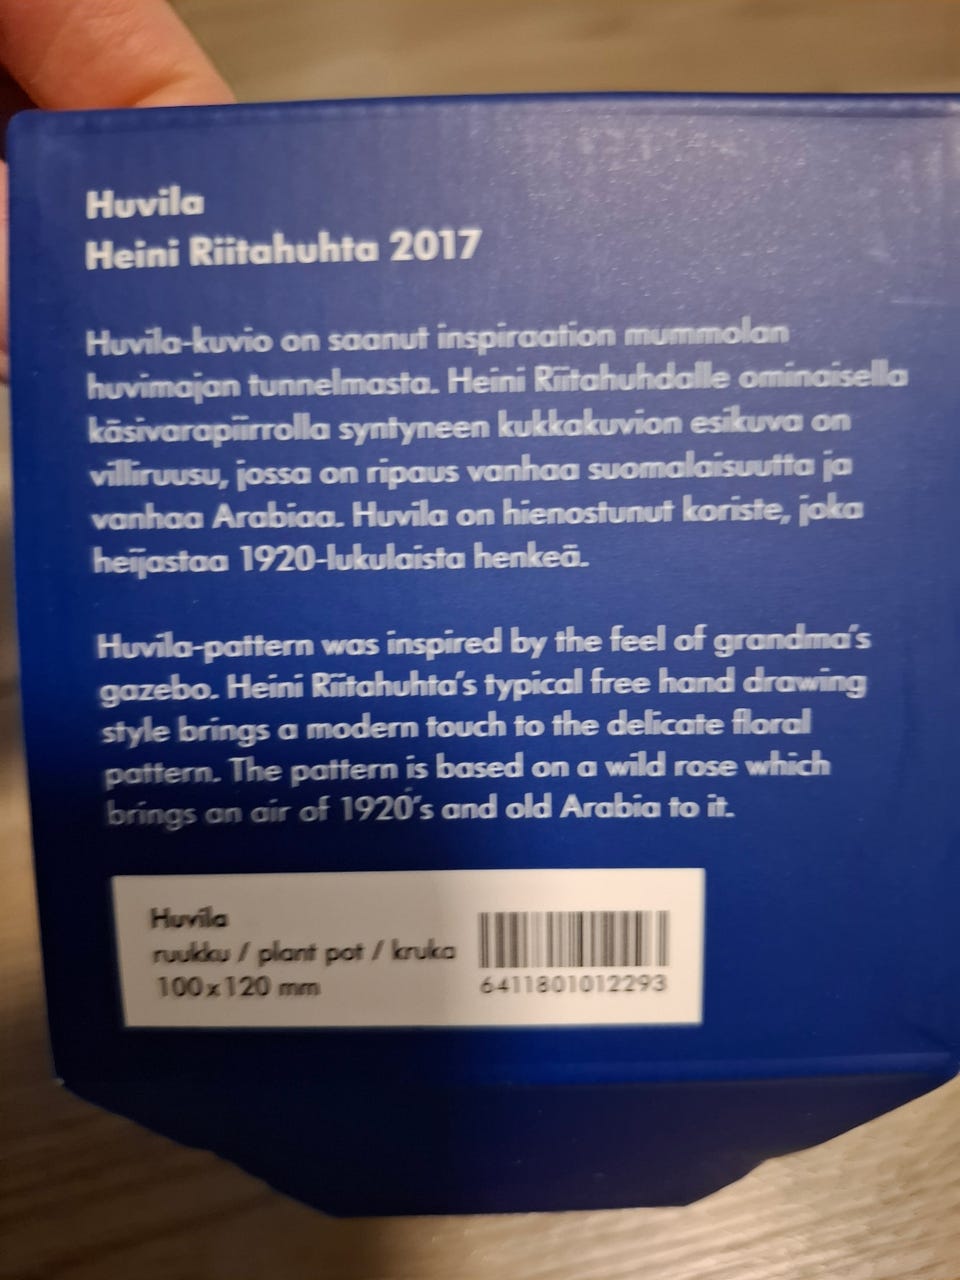 Huvila
Heini Riitahuhta 2017
Huvila-kuvio on saanut inspiraation mummolan
huvimajan tunnelmasta. Heini Riitahuhdalle ominaisella
käsivarapiirrolla syntyneen kukkakuvion esikuva on
villiruusu, jossa on ripaus vanhaa suomalaisuutta ja
vanhaa Arabiaa. Huvila on hienostunut koriste, joka
heijastaa 1920-lukulaista henkeä.
Huvila-pattern was inspired by the feel of grandma's
gazebo. Heini Riitahuhta's typical free hand drawing
style brings a modern touch to the delicate floral
pattern. The pattern is based on a wild rose which
brings an air of 1920's and old Arabia to it.
Huvila
ruukku / plant pot / kruka
100x120 mm
6411801012293